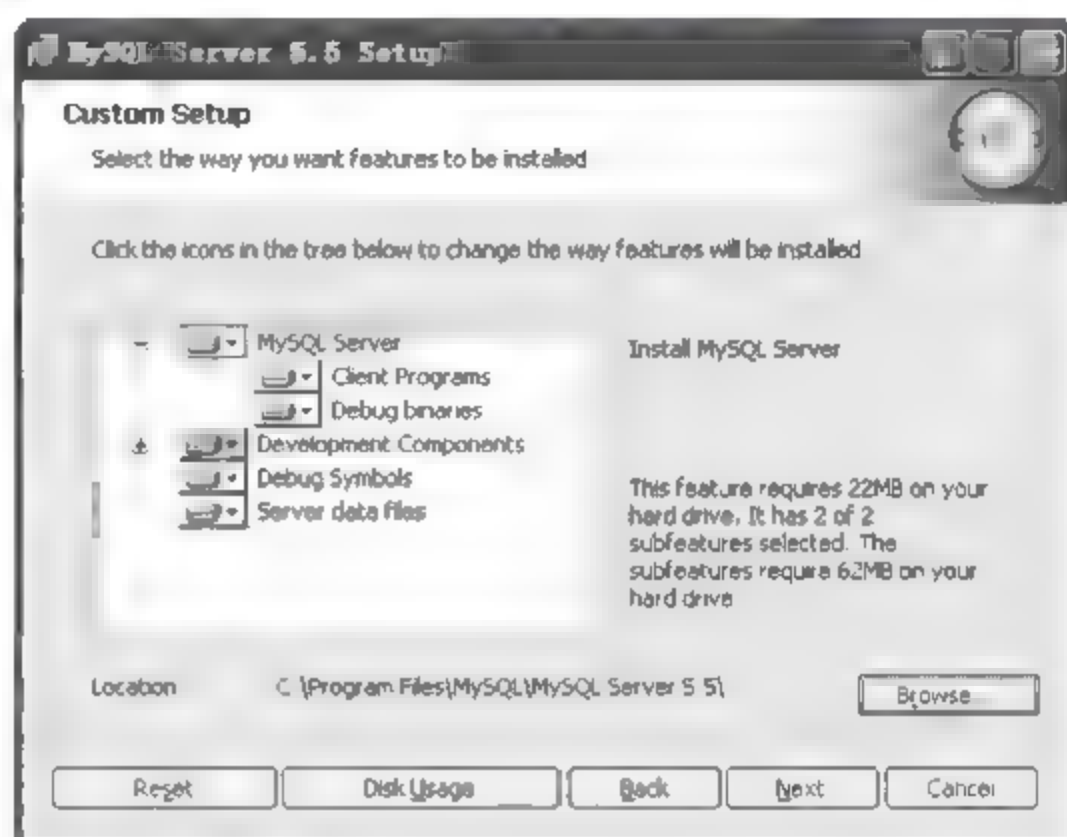 MySQL Server 5.5 Setup
Custom Setup
Select the way you want features to be installed
Click the icons in the tree below to change the way features will be installed
MySQL Server
Client Programs
Debug binaries
Development Components
Debug Symbols
Server data files
Install MySQL Server
This feature requires 22MB on your
hard drive. It has 2 of 2
subfeatures selected. The
subfeatures require 62MB on your
hard drive
Location C \Program Files\MySQL\MySQL Server 5 5\
Browse
Reset Disk Usage Back Next Cancel